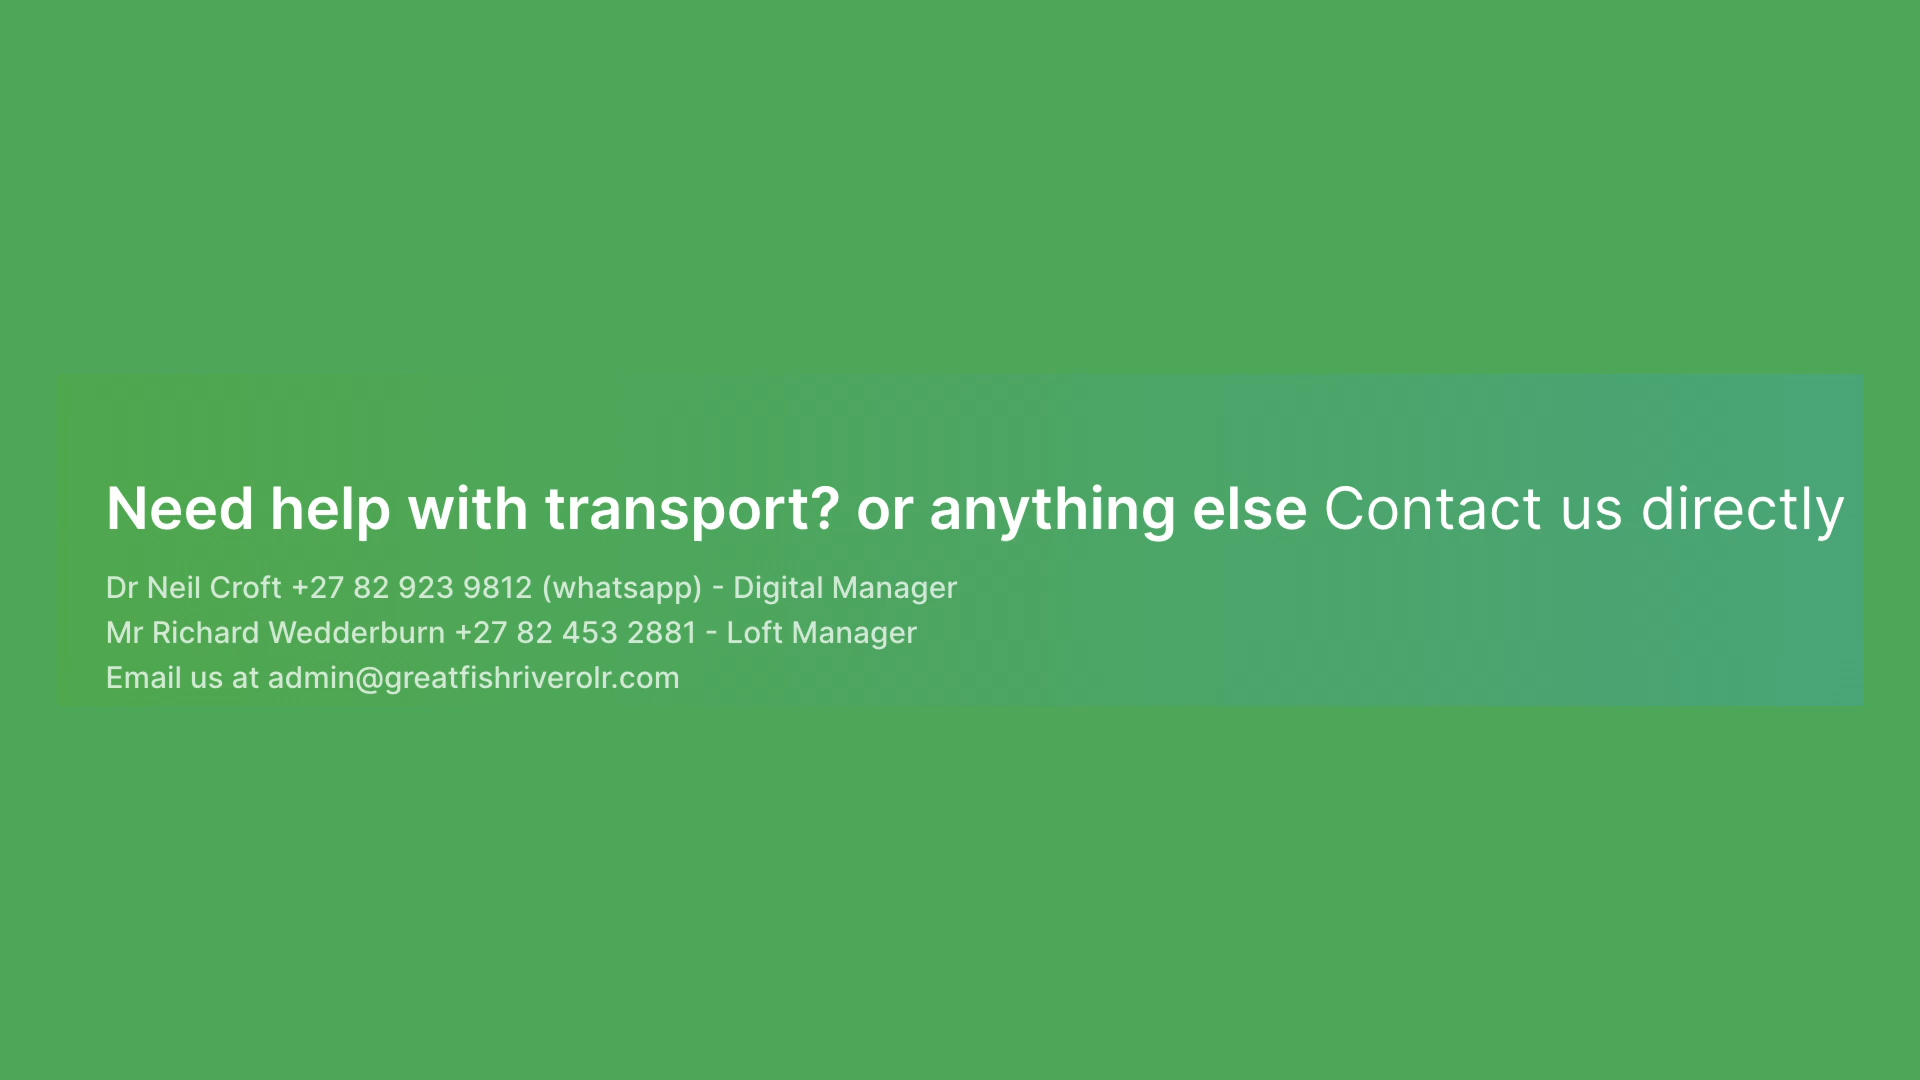 Need help with transport? or anything else Contact us directly
Dr Neil Croft +27 82 923 9812 (whatsapp) - Digital Manager
Mr Richard Wedderburn +27 82 453 2881 - Loft Manager
Email us at admin@greatfishriverolr.com